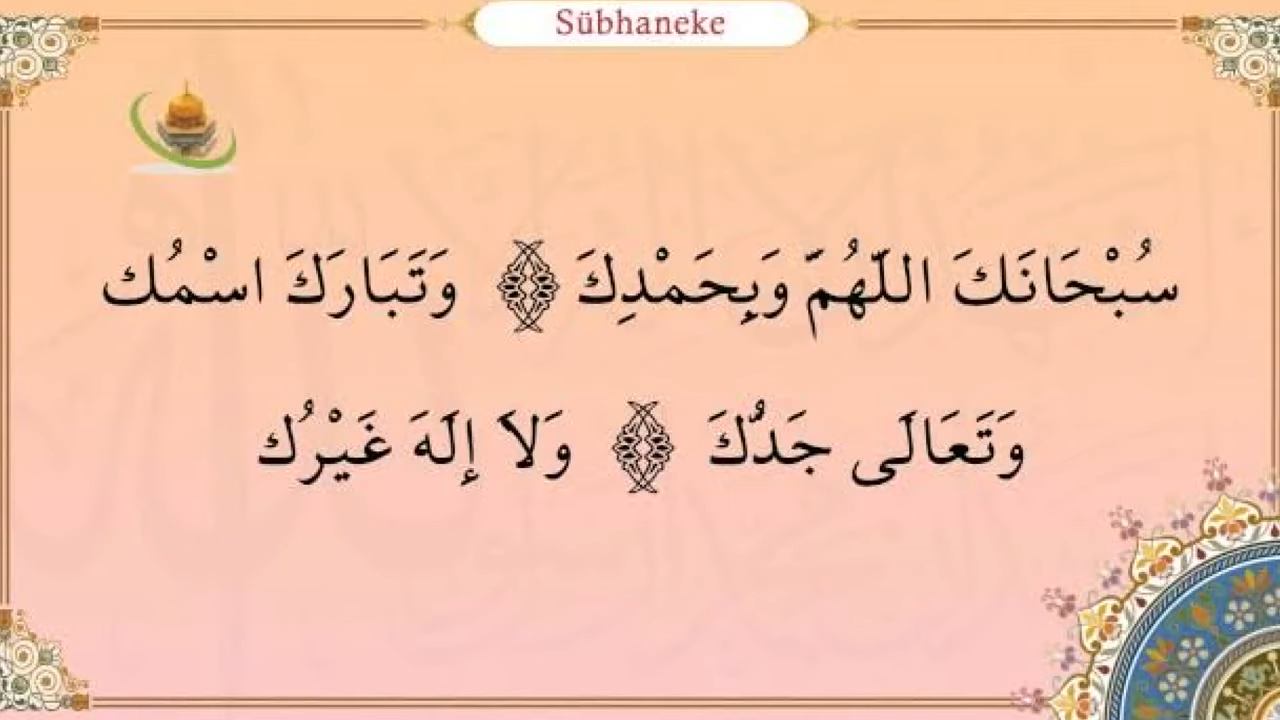 Sübhaneke
سُبْحَانَكَ اللّهُمَّ وَبِحَمْدِكَ وَتَبَارَكَ اسْمُك
وَتَعَالَى جَدُّكَ وَلاَ إِلَهَ غَيْرُك